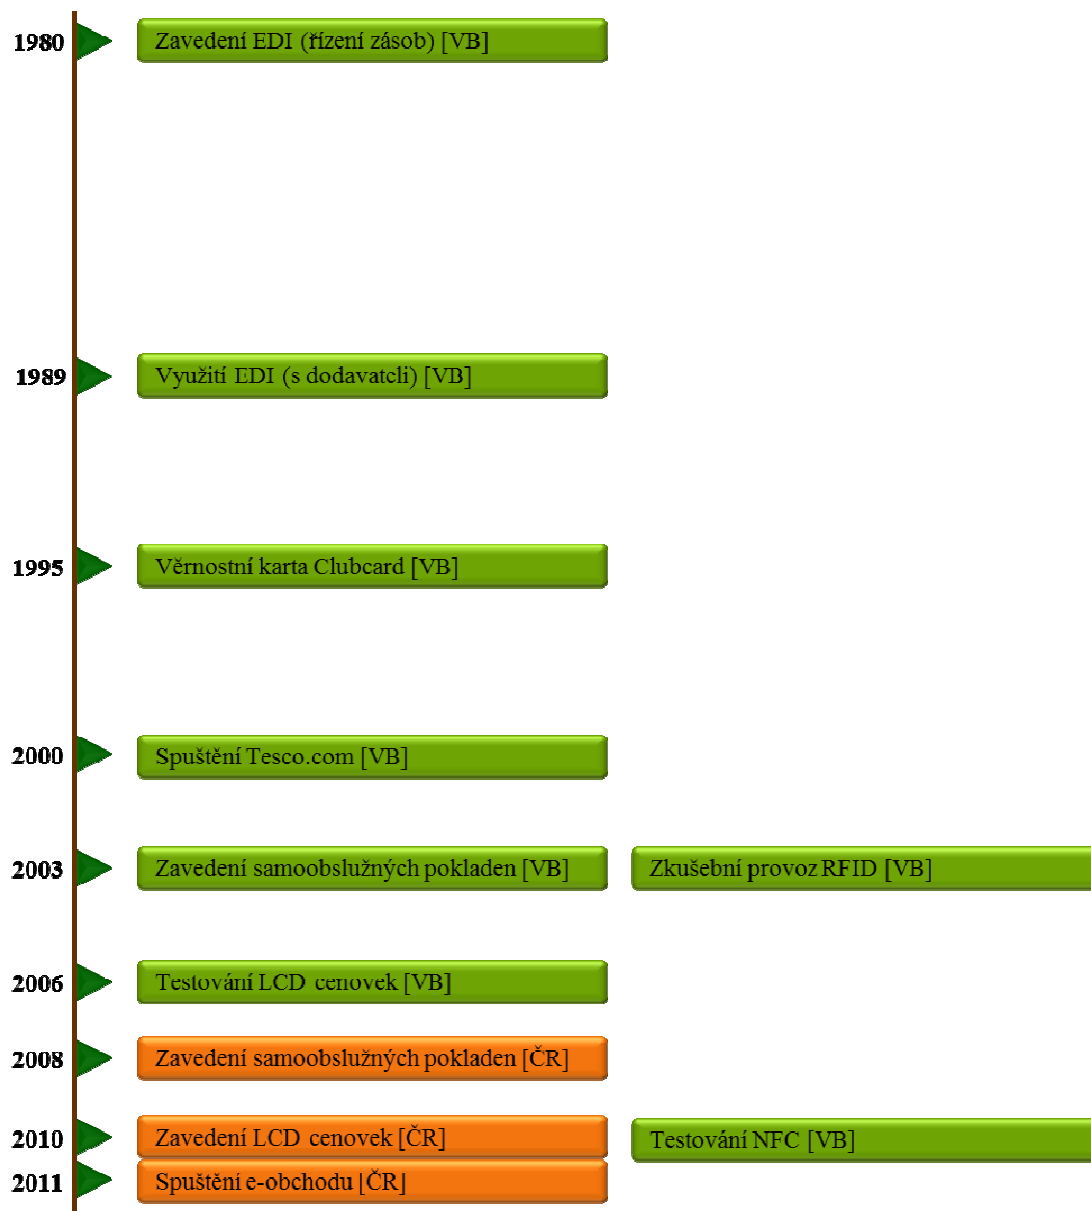 1980 Zavedení EDI (řízení zásob) [VB]
1989 Využití EDI (s dodavateli) [VB]
1995 Věrnostní karta Clubcard [VB]
2000 Spuštění Tesco.com [VB]
2003 Zavedení samoobslužných pokladen [VB] Zkušební provoz RFID [VB]
2006 Testování LCD cenovek [VB]
2008 Zavedení samoobslužných pokladen [ČR]
2010 Zavedení LCD cenovek [ČR] Testování NFC [VB]
2011 Spuštění e-obchodu [ČR]